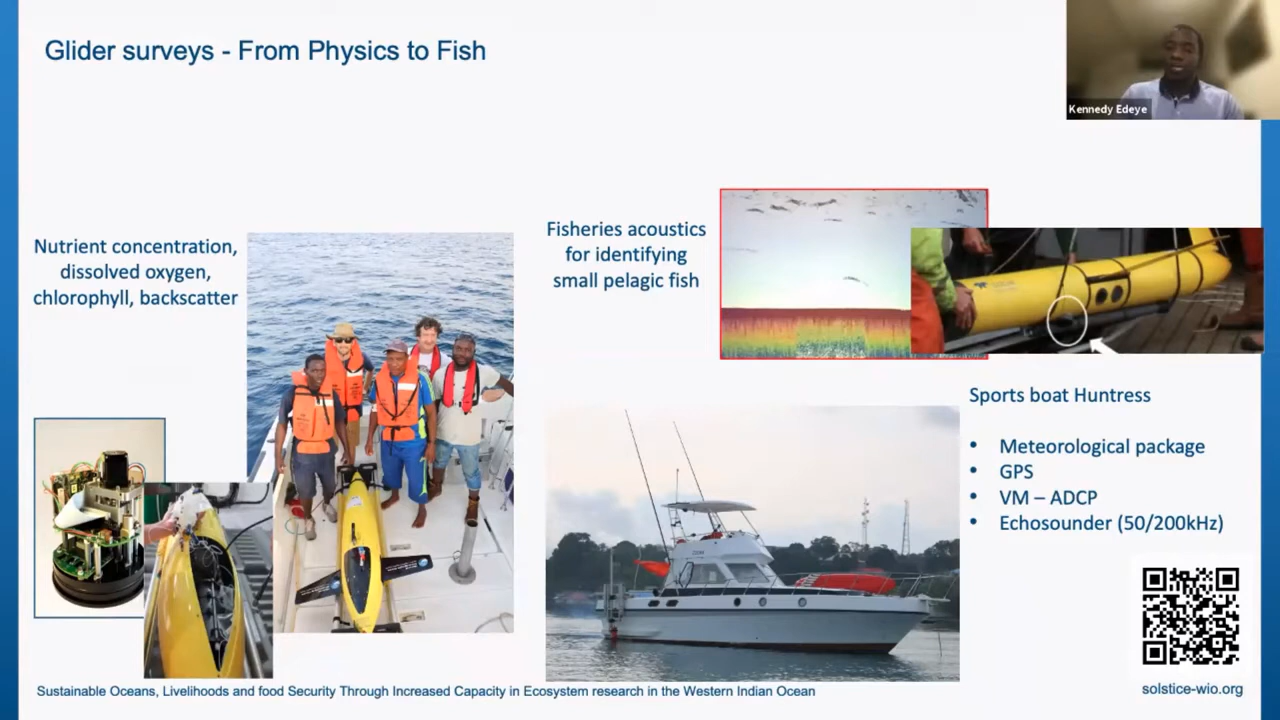 Glider surveys - From Physics to Fish
Kennedy Edeye
Nutrient concentration,
dissolved oxygen,
chlorophyll, backscatter
Fisheries acoustics
for identifying
small pelagic fish
Sports boat Huntress
• Meteorological package
• GPS
• VM – ADCP
• Echosounder (50/200kHz)
Sustainable Oceans, Livelihoods and food Security Through Increased Capacity in Ecosystem research in the Western Indian Ocean
solstice-wio.org